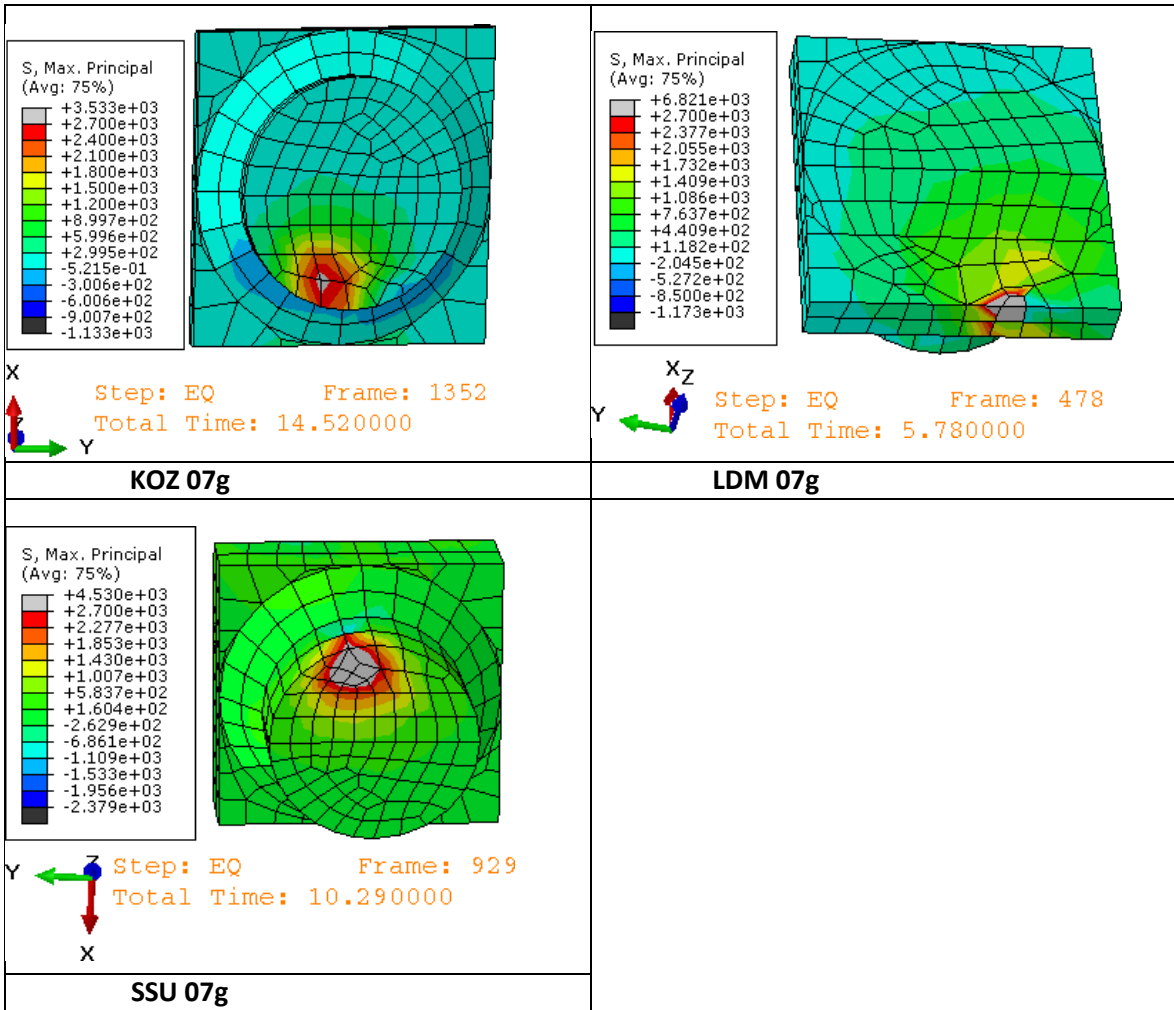 S, Max. Principal
(Avg: 75%)
+3.533e+03
+2.700e+03
+2.400e+03
+2.100e+03
+1.800e+03
+1.500e+03
+1.200e+03
+8.997e+02
+5.996e+02
+2.995e+02
-5.215e-01
-3.006e+02
-6.006e+02
-9.007e+02
-1.133e+03
X
Z
Y
Step: EQ Frame: 1352
Total Time: 14.520000
KOZ 07g
S, Max. Principal
(Avg: 75%)
+6.821e+03
+2.700e+03
+2.377e+03
+2.055e+03
+1.732e+03
+1.409e+03
+1.086e+03
+7.637e+02
+4.409e+02
+1.182e+02
-2.045e+02
-5.272e+02
-8.500e+02
-1.173e+03
X
Z
Y
Step: EQ Frame: 478
Total Time: 5.780000
LDM 07g
S, Max. Principal
(Avg: 75%)
+4.530e+03
+2.700e+03
+2.277e+03
+1.853e+03
+1.430e+03
+1.007e+03
+5.837e+02
+1.604e+02
-2.629e+02
-6.861e+02
-1.109e+03
-1.533e+03
-1.956e+03
-2.379e+03
Y
Z
X
Step: EQ Frame: 929
Total Time: 10.290000
SSU 07g